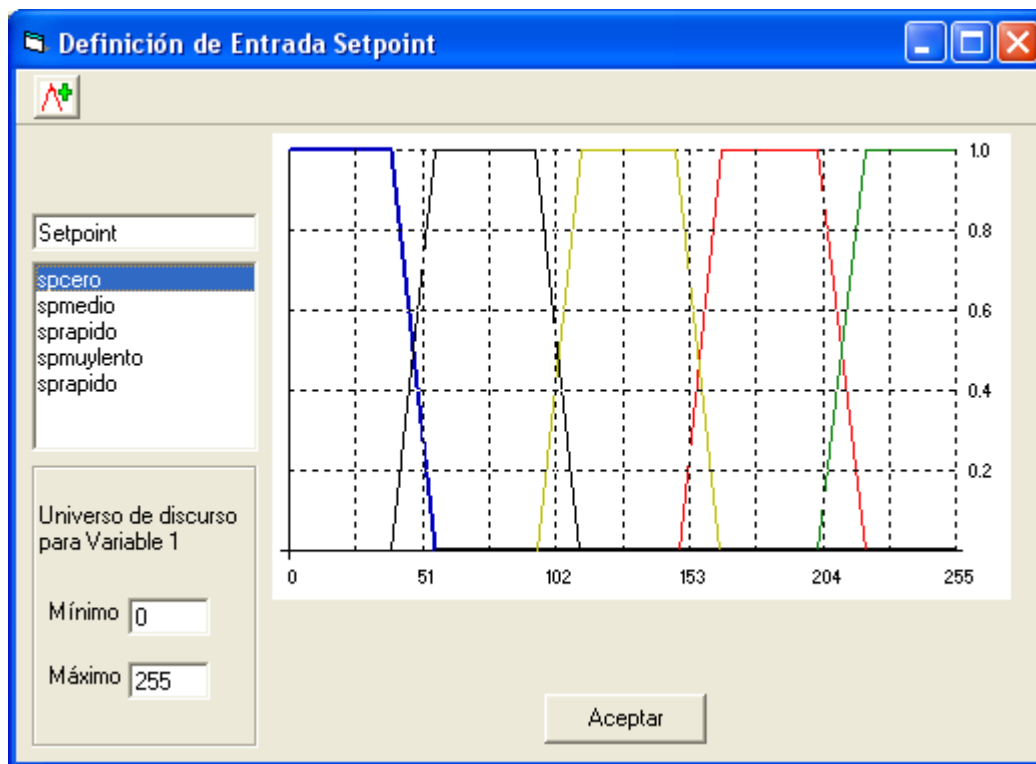 Definición de Entrada Setpoint
Setpoint
spcero
spmedio
sprapido
spmuylento
sprapido
Universo de discurso
para Variable 1
Mínimo 0
Máximo 255
1.0
0.8
0.6
0.4
0.2
0 51 102 153 204 255
Aceptar